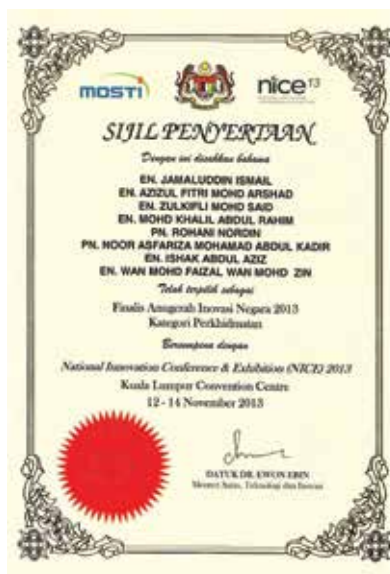 mosti
nice 13
SIJIL PENYERTAAN
Dengan ini disahkan bahawa
EN. JAMALUDDIN ISMAIL
EN. AZIZUL FITRI MOHD ARSHAD
EN. ZULKIFLI MOHD SAID
EN. MOHD KHALIL ABDUL RAHIM
PN. ROHANI NORDIN
PN. NOOR ASFARIZA MOHAMAD ABDUL KADIR
EN. ISHAK ABDUL AZIZ
EN. WAN MOHD FAIZAL WAN MOHD ZIN
Telah terpilih sebagai
Finalis Anugerah Inovasi Negara 2013
Kategori Perkhidmatan
Bersempena dengan
National Innovation Conference & Exhibition (NICE) 2013
Kuala Lumpur Convention Centre
12 - 14 November 2013
DATUK DR. EWON EBIN
Menteri Sains, Teknologi dan Inovasi